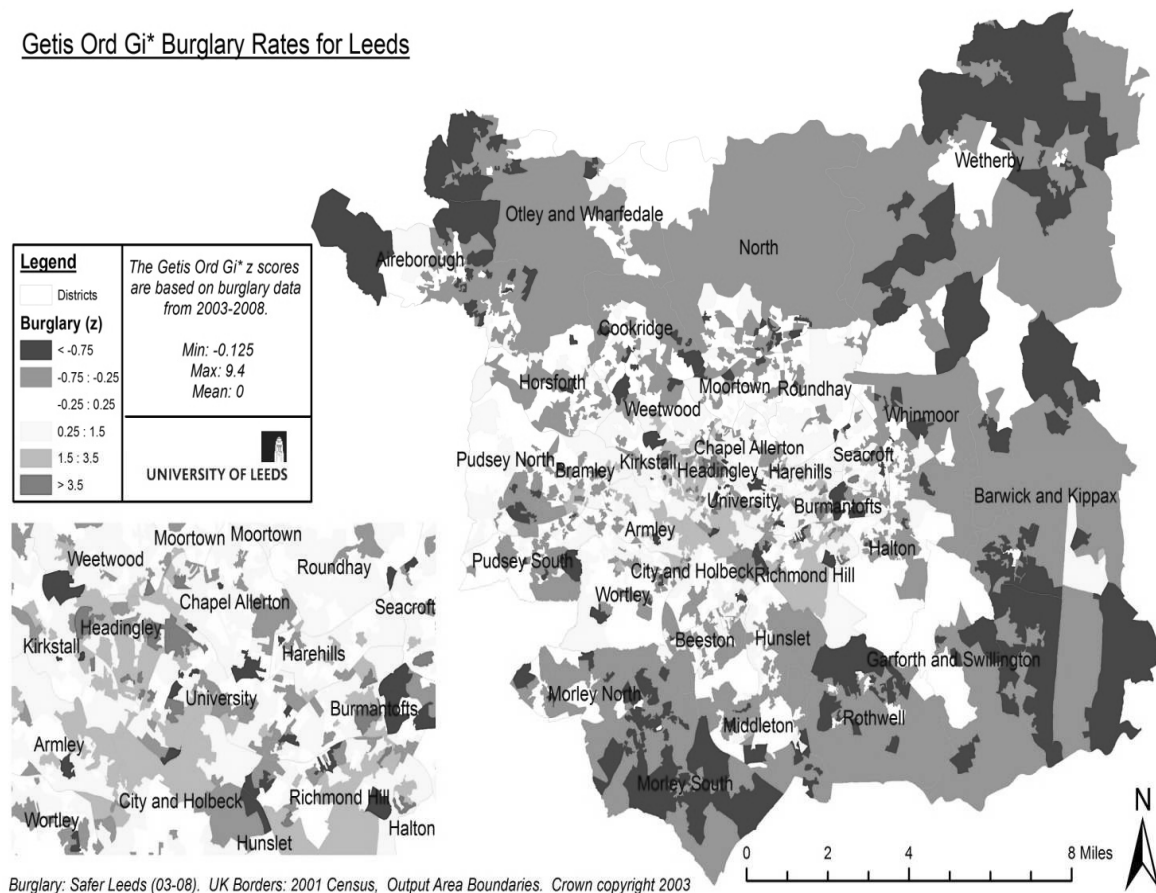 Getis Ord Gi* Burglary Rates for Leeds
Wetherby
Otley and Wharfedale
North
Aireborough
Legend
Districts
Burglary (z)
< -0.75
-0.75 : -0.25
-0.25 : 0.25
0.25 : 1.5
1.5 : 3.5
> 3.5
The Getis Ord Gi* z scores
are based on burglary data
from 2003-2008.
Min: -0.125
Max: 9.4
Mean: 0
UNIVERSITY OF LEEDS
Cookridge
Horsforth
Moortown
Roundhay
Weetwood
Whinmoor
Chapel Allerton
Pudsey North
Bramley
Kirkstall
Headingley
Harehills
Seacroft
University
Burmantofts
Barwick and Kippax
Armley
Halton
Pudsey South
City and Holbeck
Richmond Hill
Wortley
Beeston
Hunslet
Garforth and Swillington
Morley North
Middleton
Rothwell
Morley South
Weetwood
Moortown
Moortown
Roundhay
Chapel Allerton
Seacroft
Headingley
Kirkstall
Harehills
University
Burmantofts
Armley
City and Holbeck
Richmond Hill
Wortley
Halton
Hunslet
N
0 2 4 8 Miles
Burglary: Safer Leeds (03-08). UK Borders: 2001 Census, Output Area Boundaries. Crown copyright 2003